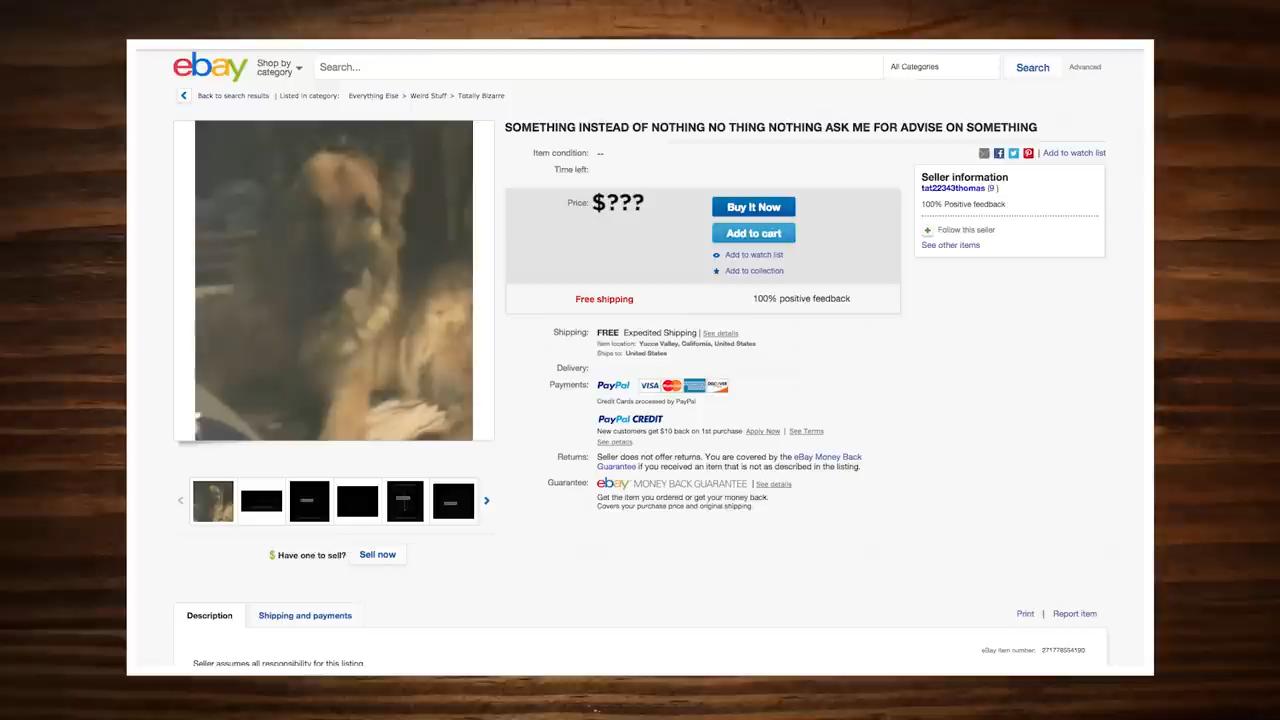 ebay
Shop by
category
Search...
All Categories
Search
Advanced
Back to search results | Listed in category: Everything Else > Weird Stuff > Totally Bizarre
SOMETHING INSTEAD OF NOTHING NO THING NOTHING ASK ME FOR ADVISE ON SOMETHING
Item condition: --
Time left:
| Add to watch list
Price: $???
Buy It Now
Add to cart
Add to watch list
Add to collection
Free shipping
100% positive feedback
Seller information
tat22343thomas (9 )
100% Positive feedback
Follow this seller
See other items
Shipping: FREE Expedited Shipping | See details
Item location: Yucca Valley, California, United States
Ships to: United States
Delivery:
Payments: PayPal VISA MasterCard AMERICAN EXPRESS DISCOVER
Credit Cards processed by PayPal
PayPal CREDIT
New customers get $10 back on 1st purchase Apply Now | See Terms
See details
Returns: Seller does not offer returns. You are covered by the eBay Money Back
Guarantee if you received an item that is not as described in the listing.
Guarantee: ebay MONEY BACK GUARANTEE | See details
Get the item you ordered or get your money back.
Covers your purchase price and original shipping.
$ Have one to sell? Sell now
Description
Shipping and payments
Print | Report item
eBay item number: 271778554190
Seller assumes all responsibility for this listing.